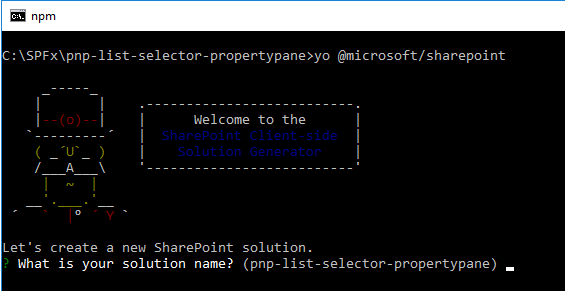 npm
C:\SPFx\pnp-list-selector-propertypane>yo @microsoft/sharepoint
Welcome to the
SharePoint Client-side
Solution Generator
Let's create a new SharePoint solution.
? What is your solution name? (pnp-list-selector-propertypane)